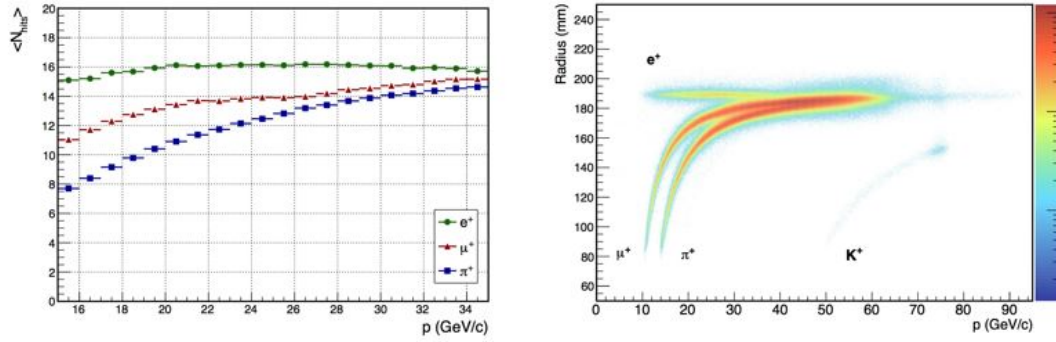 <N_hits>
20
18
16
14
12
10
8
6
4
2
0
16 18 20 22 24 26 28 30 32 34
p (GeV/c)
e⁺
μ⁺
π⁺
Radius (mm)
240
220
200
180
160
140
120
100
80
60
0 10 20 30 40 50 60 70 80 90
p (GeV/c)
e⁺
μ⁺ π⁺ K⁺